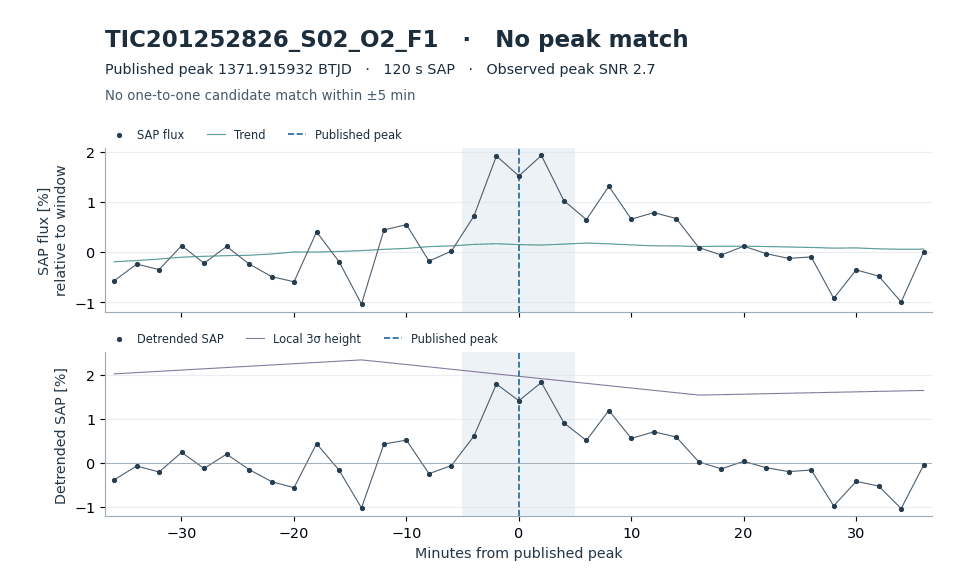 TIC201252826_S02_O2_F1 · No peak match
Published peak 1371.915932 BTJD · 120 s SAP · Observed peak SNR 2.7
No one-to-one candidate match within ±5 min
SAP flux Trend Published peak
SAP flux [%]
relative to window
2
1
0
−1
Detrended SAP Local 3σ height Published peak
Detrended SAP [%]
2
1
0
−1
−30 −20 −10 0 10 20 30
Minutes from published peak